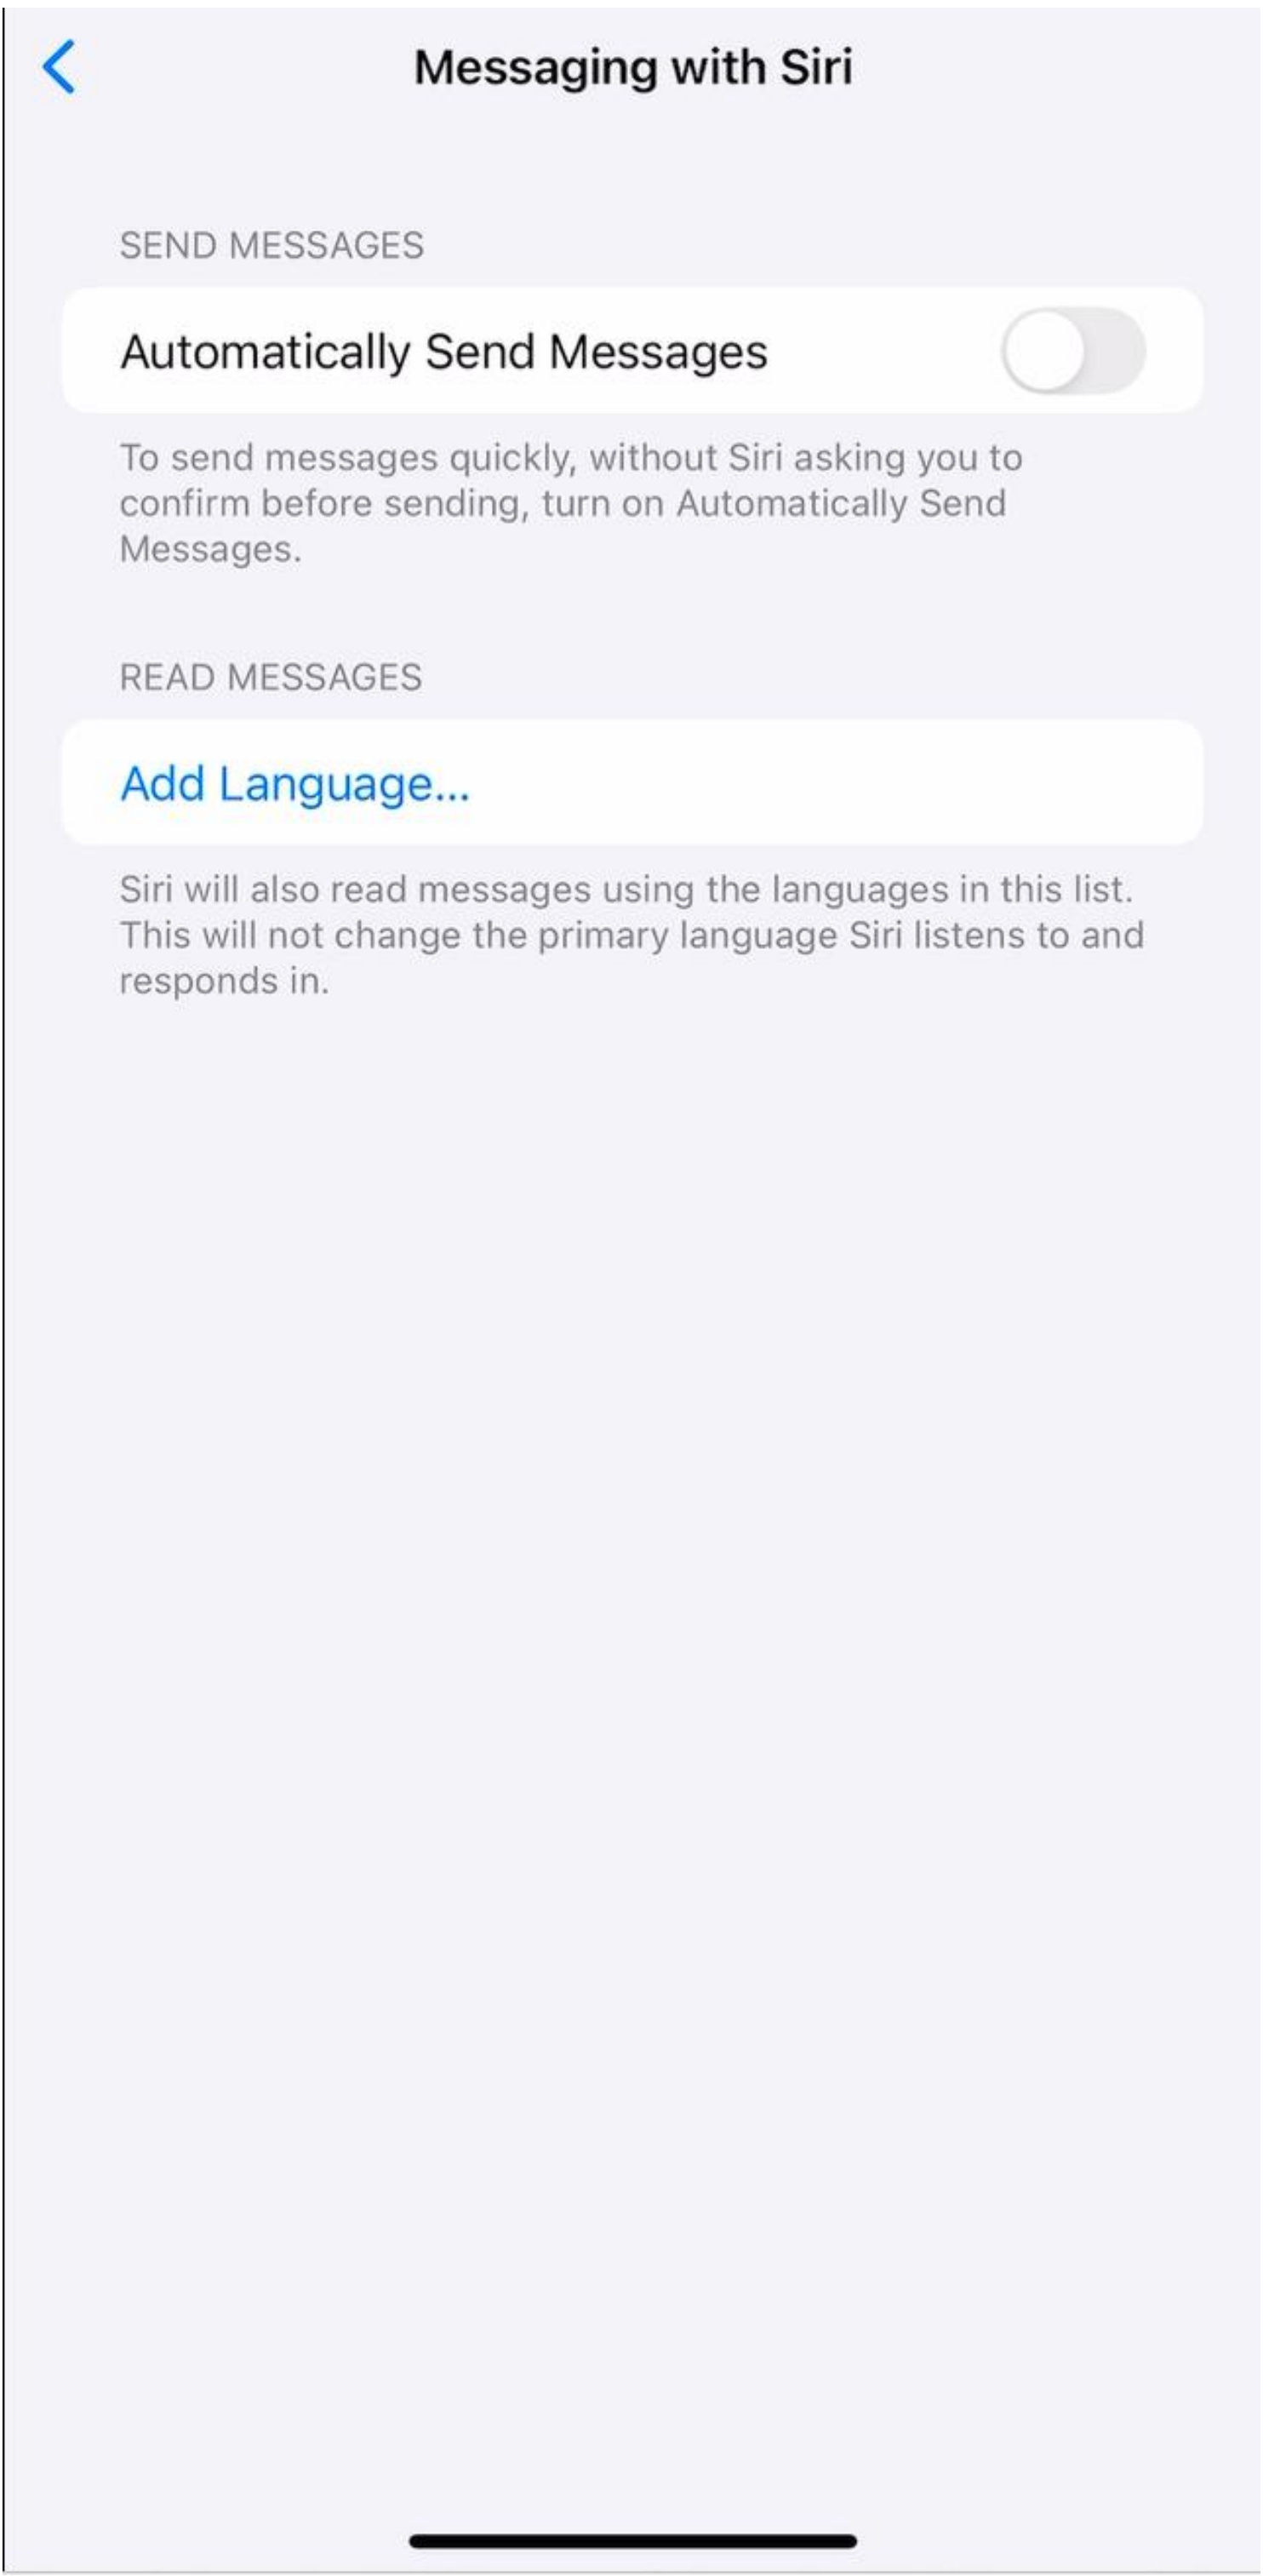 Messaging with Siri
SEND MESSAGES
Automatically Send Messages
To send messages quickly, without Siri asking you to
confirm before sending, turn on Automatically Send
Messages.
READ MESSAGES
Add Language...
Siri will also read messages using the languages in this list.
This will not change the primary language Siri listens to and
responds in.